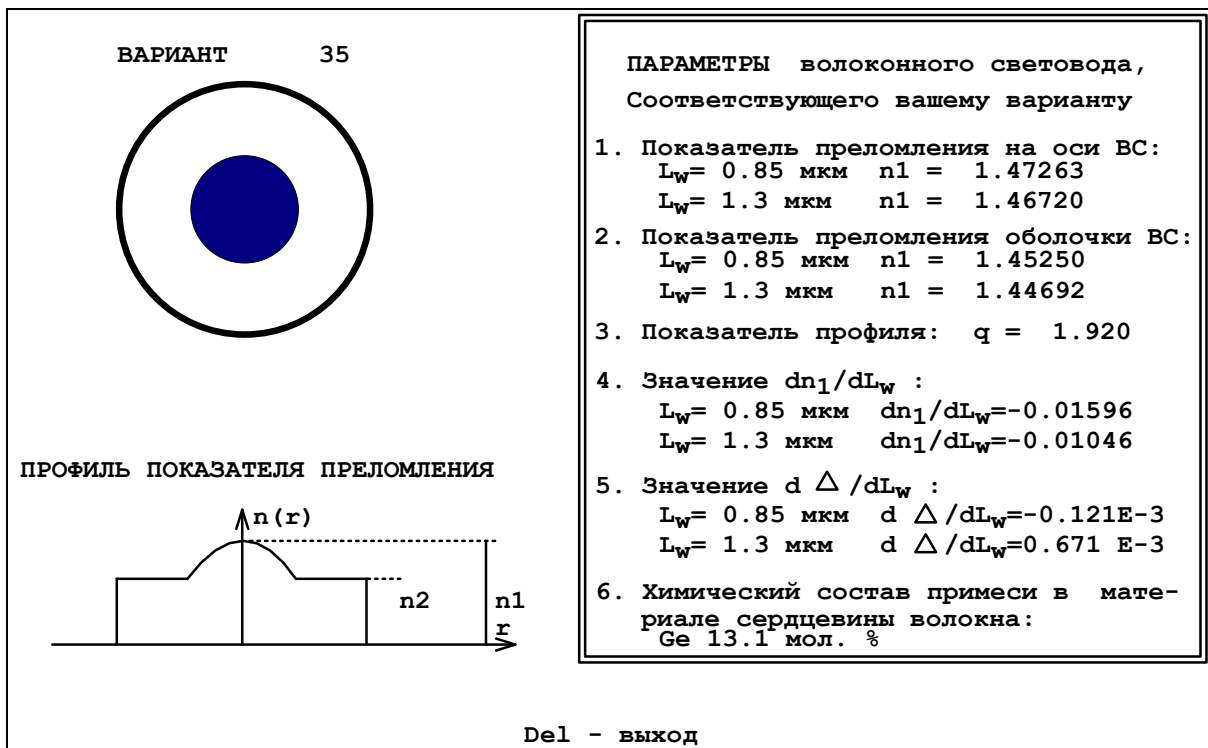 ВАРИАНТ 35
ПРОФИЛЬ ПОКАЗАТЕЛЯ ПРЕЛОМЛЕНИЯ
n(r)
n2
n1
r
ПАРАМЕТРЫ волоконного световода,
Соответствующего вашему варианту
1. Показатель преломления на оси ВС:
Lw= 0.85 мкм n1 = 1.47263
Lw= 1.3 мкм n1 = 1.46720
2. Показатель преломления оболочки ВС:
Lw= 0.85 мкм n1 = 1.45250
Lw= 1.3 мкм n1 = 1.44692
3. Показатель профиля: q = 1.920
4. Значение dn1/dLw :
Lw= 0.85 мкм dn1/dLw=-0.01596
Lw= 1.3 мкм dn1/dLw=-0.01046
5. Значение d △ /dLw :
Lw= 0.85 мкм d △ /dLw=-0.121E-3
Lw= 1.3 мкм d △ /dLw=0.671 E-3
6. Химический состав примеси в мате-
риале сердцевины волокна:
Ge 13.1 мол. %
Del - выход